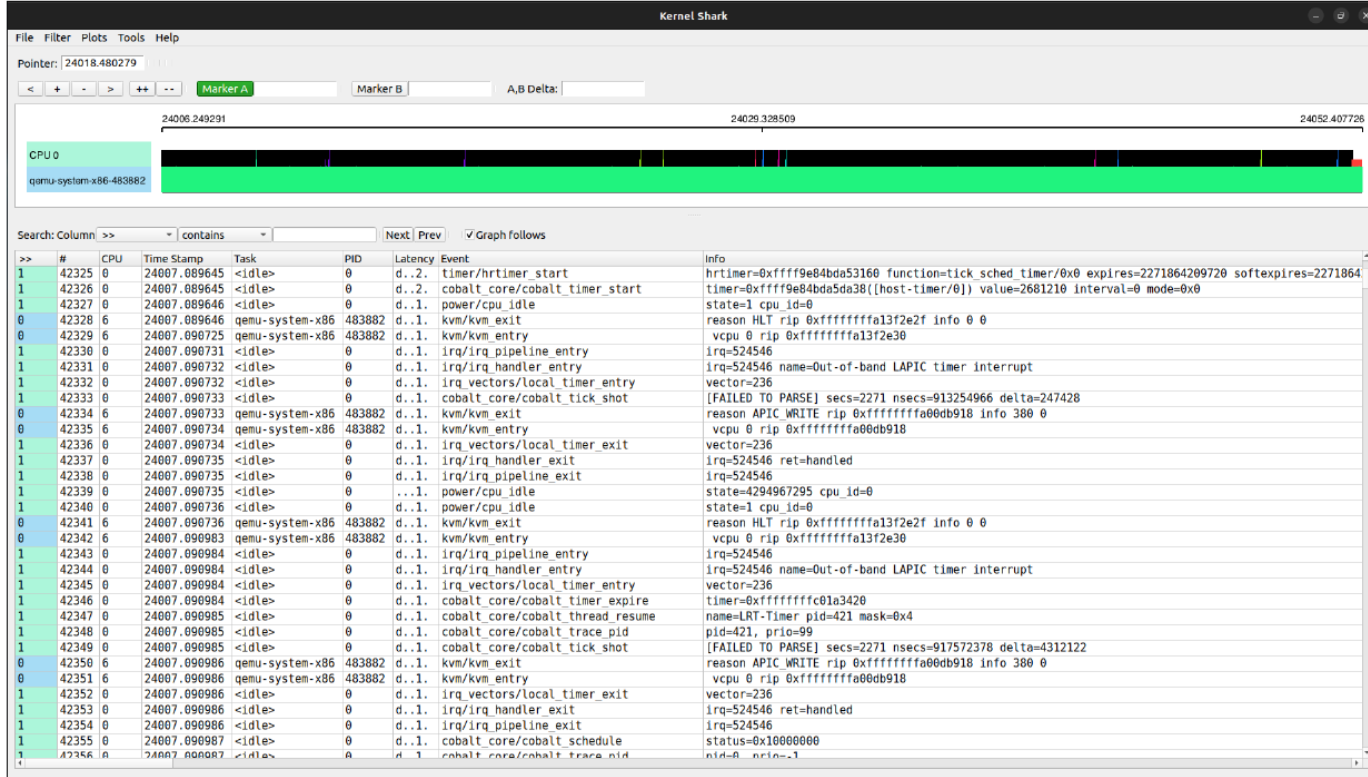 Kernel Shark
File Filter Plots Tools Help
Pointer: 24018.480279
< + - > ++ -- Marker A Marker B A,B Delta:
24006.249291 24029.328509 24052.407726
CPU 0
qemu-system-x86-483882
Search: Column >> contains Next Prev Graph follows
>> # CPU Time Stamp Task PID Latency Event Info
1 42325 0 24007.089645 <idle> 0 d..2. timer/hrtimer_start hrtimer=0xffff9e84bda53160 function=tick_sched_timer/0x0 expires=2271864209720 softexpires=2271864
1 42326 0 24007.089645 <idle> 0 d..2. cobalt_core/cobalt_timer_start timer=0xffff9e84bda5da38([host-timer/0]) value=2681210 interval=0 mode=0x0
1 42327 0 24007.089646 <idle> 0 d..1. power/cpu_idle state=1 cpu_id=0
0 42328 6 24007.089646 qemu-system-x86 483882 d..1. kvm/kvm_exit reason HLT rip 0xffffffffa13f2e2f info 0 0
0 42329 6 24007.090725 qemu-system-x86 483882 d..1. kvm/kvm_entry vcpu 0 rip 0xffffffffa13f2e30
1 42330 0 24007.090731 <idle> 0 d..1. irq/irq_pipeline_entry irq=524546
1 42331 0 24007.090732 <idle> 0 d..1. irq/irq_handler_entry irq=524546 name=Out-of-band LAPIC timer interrupt
1 42332 0 24007.090732 <idle> 0 d..1. irq_vectors/local_timer_entry vector=236
1 42333 0 24007.090733 <idle> 0 d..1. cobalt_core/cobalt_tick_shot [FAILED TO PARSE] secs=2271 nsecs=913254966 delta=247428
0 42334 6 24007.090733 qemu-system-x86 483882 d..1. kvm/kvm_exit reason APIC_WRITE rip 0xffffffffa00db918 info 380 0
0 42335 6 24007.090734 qemu-system-x86 483882 d..1. kvm/kvm_entry vcpu 0 rip 0xffffffffa00db918
1 42336 0 24007.090734 <idle> 0 d..1. irq_vectors/local_timer_exit vector=236
1 42337 0 24007.090735 <idle> 0 d..1. irq/irq_handler_exit irq=524546 ret=handled
1 42338 0 24007.090735 <idle> 0 d..1. irq/irq_pipeline_exit irq=524546
1 42339 0 24007.090735 <idle> 0 ...1. power/cpu_idle state=4294967295 cpu_id=0
1 42340 0 24007.090736 <idle> 0 d..1. power/cpu_idle state=1 cpu_id=0
0 42341 6 24007.090736 qemu-system-x86 483882 d..1. kvm/kvm_exit reason HLT rip 0xffffffffa13f2e2f info 0 0
0 42342 6 24007.090983 qemu-system-x86 483882 d..1. kvm/kvm_entry vcpu 0 rip 0xffffffffa13f2e30
1 42343 0 24007.090984 <idle> 0 d..1. irq/irq_pipeline_entry irq=524546
1 42344 0 24007.090984 <idle> 0 d..1. irq/irq_handler_entry irq=524546 name=Out-of-band LAPIC timer interrupt
1 42345 0 24007.090984 <idle> 0 d..1. irq_vectors/local_timer_entry vector=236
1 42346 0 24007.090984 <idle> 0 d..1. cobalt_core/cobalt_timer_expire timer=0xffffffffc01a3420
1 42347 0 24007.090985 <idle> 0 d..1. cobalt_core/cobalt_thread_resume name=LRT-Timer pid=421 mask=0x4
1 42348 0 24007.090985 <idle> 0 d..1. cobalt_core/cobalt_trace_pid pid=421, prio=99
1 42349 0 24007.090985 <idle> 0 d..1. cobalt_core/cobalt_tick_shot [FAILED TO PARSE] secs=2271 nsecs=917572378 delta=4312122
0 42350 6 24007.090986 qemu-system-x86 483882 d..1. kvm/kvm_exit reason APIC_WRITE rip 0xffffffffa00db918 info 380 0
0 42351 6 24007.090986 qemu-system-x86 483882 d..1. kvm/kvm_entry vcpu 0 rip 0xffffffffa00db918
1 42352 0 24007.090986 <idle> 0 d..1. irq_vectors/local_timer_exit vector=236
1 42353 0 24007.090986 <idle> 0 d..1. irq/irq_handler_exit irq=524546 ret=handled
1 42354 0 24007.090986 <idle> 0 d..1. irq/irq_pipeline_exit irq=524546
1 42355 0 24007.090987 <idle> 0 d..1. cobalt_core/cobalt_schedule status=0x10000000
1 42356 0 24007.090987 <idle> 0 d..1. cobalt_core/cobalt_trace_pid pid=0, prio=-1